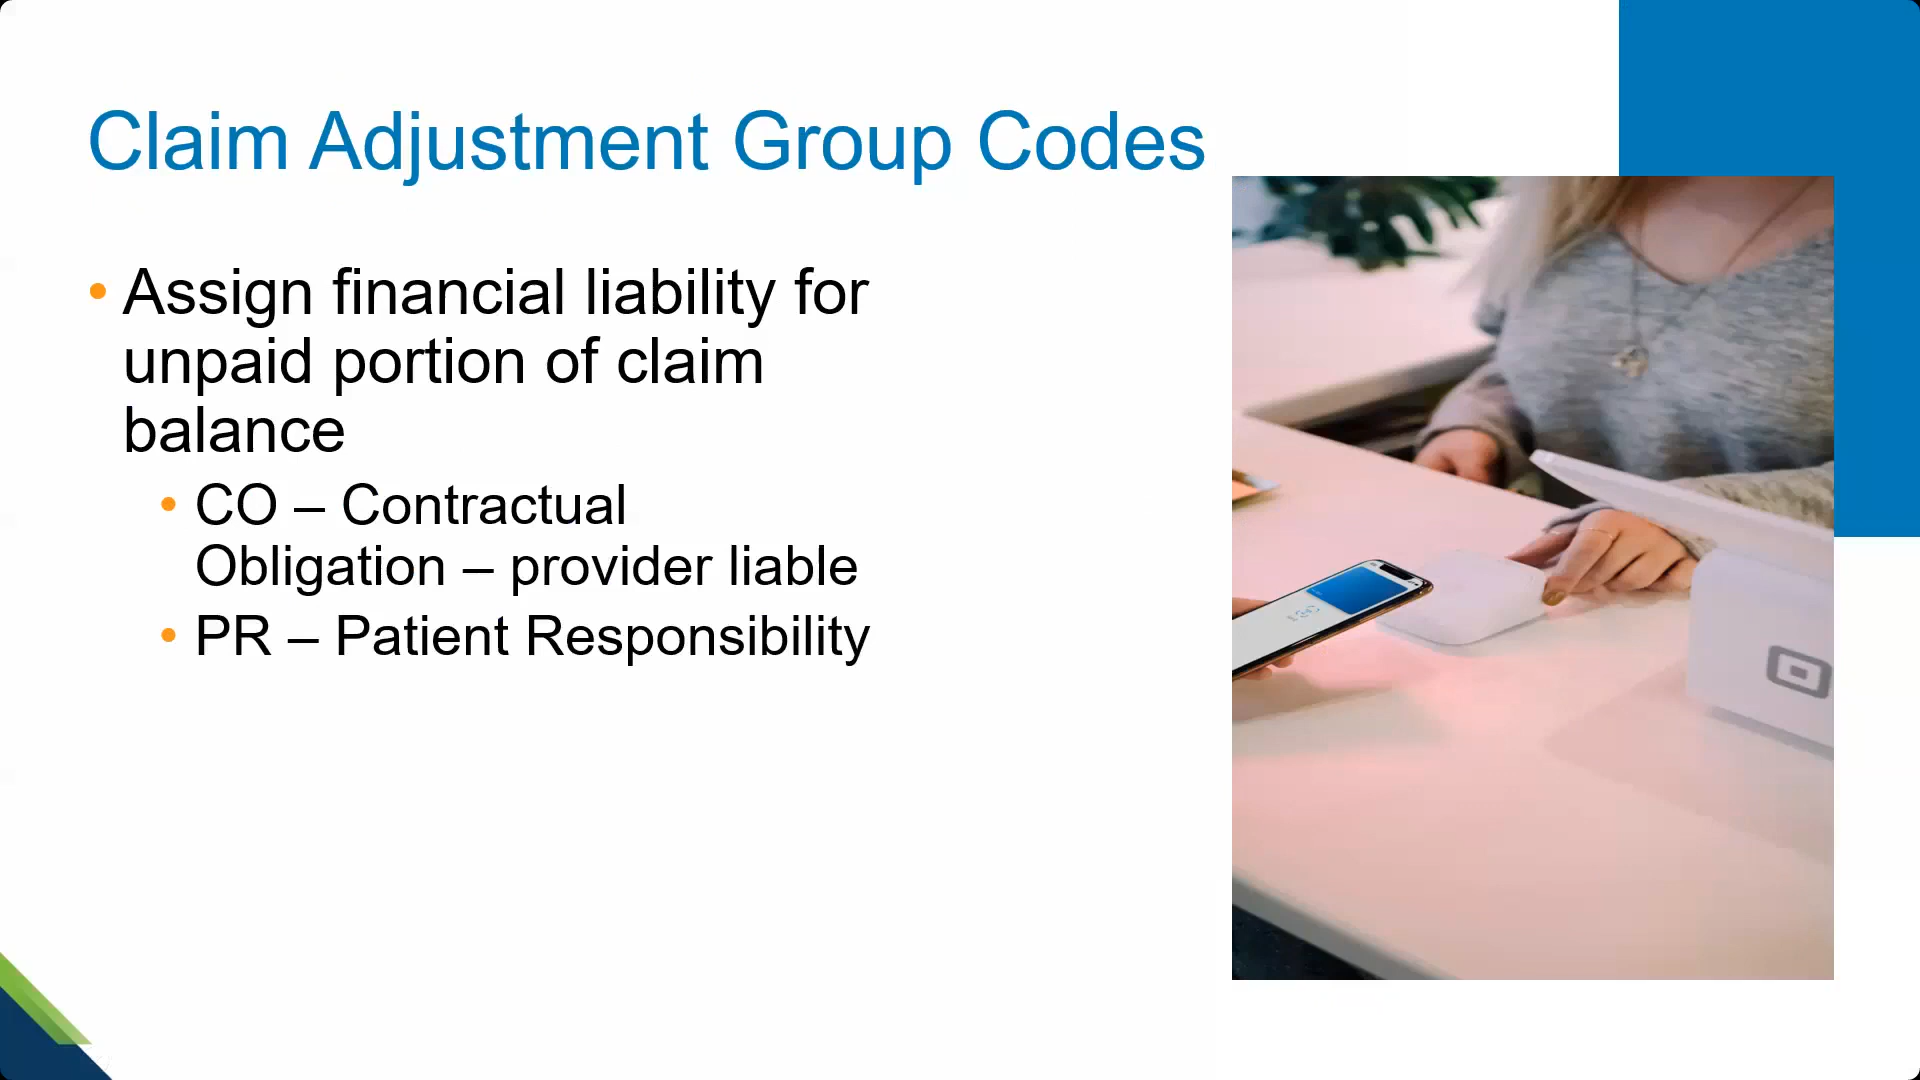 Claim Adjustment Group Codes
• Assign financial liability for
unpaid portion of claim
balance
• CO – Contractual
Obligation – provider liable
• PR – Patient Responsibility